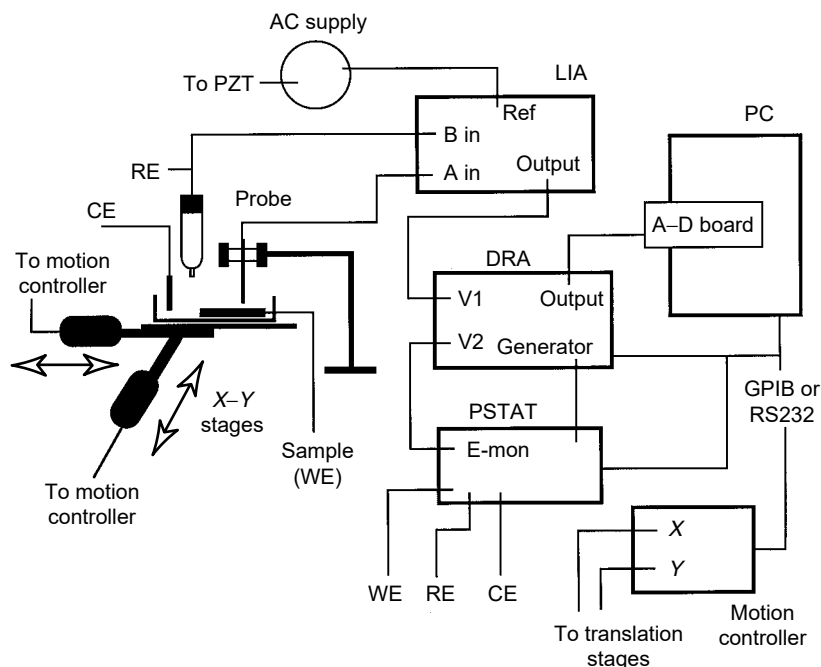 AC supply
To PZT
LIA
Ref
B in
A in
Output
PC
A–D board
RE
CE
Probe
To motion
controller
DRA
V1
Output
V2
Generator
X–Y
stages
Sample
(WE)
To motion
controller
PSTAT
E-mon
GPIB or
RS232
WE
RE
CE
X
Y
To translation
stages
Motion
controller